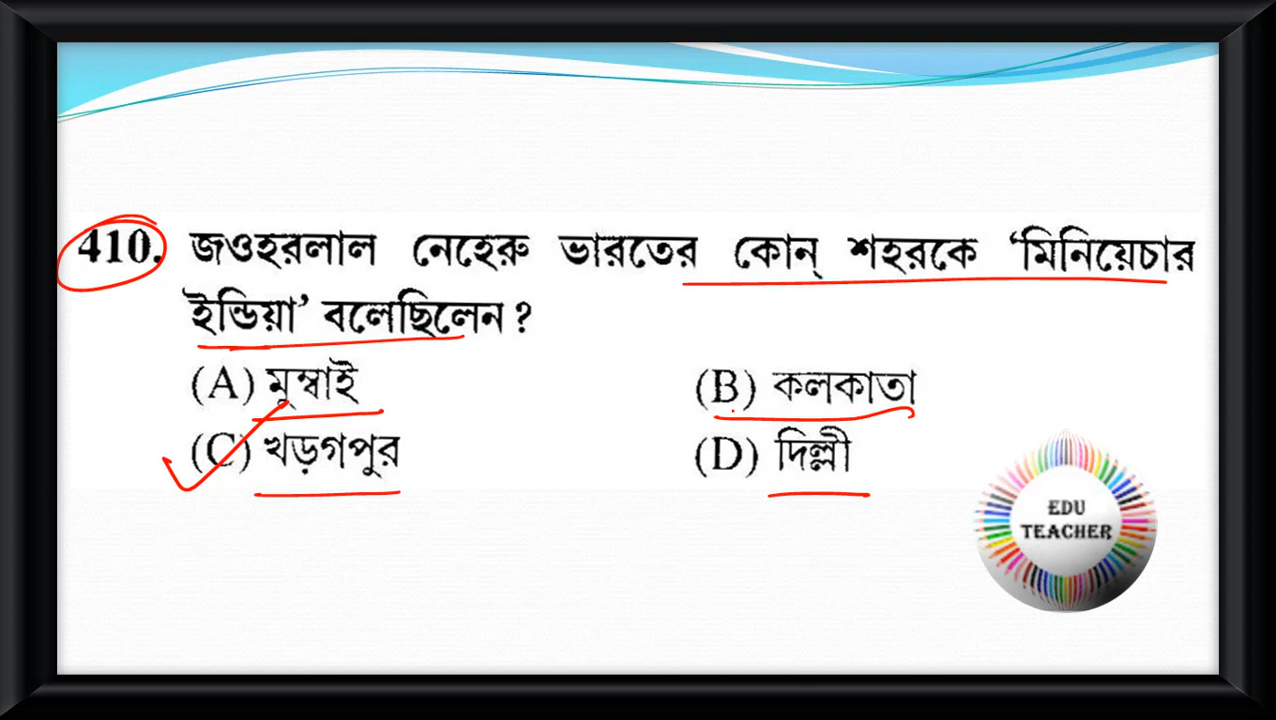 410. জওহরলাল নেহেরু ভারতের কোন্ শহরকে ‘মিনিয়েচার
ইন্ডিয়া’ বলেছিলেন ?
(A) মুম্বাই (B) কলকাতা
(C) খড়গপুর (D) দিল্লী
EDU
TEACHER